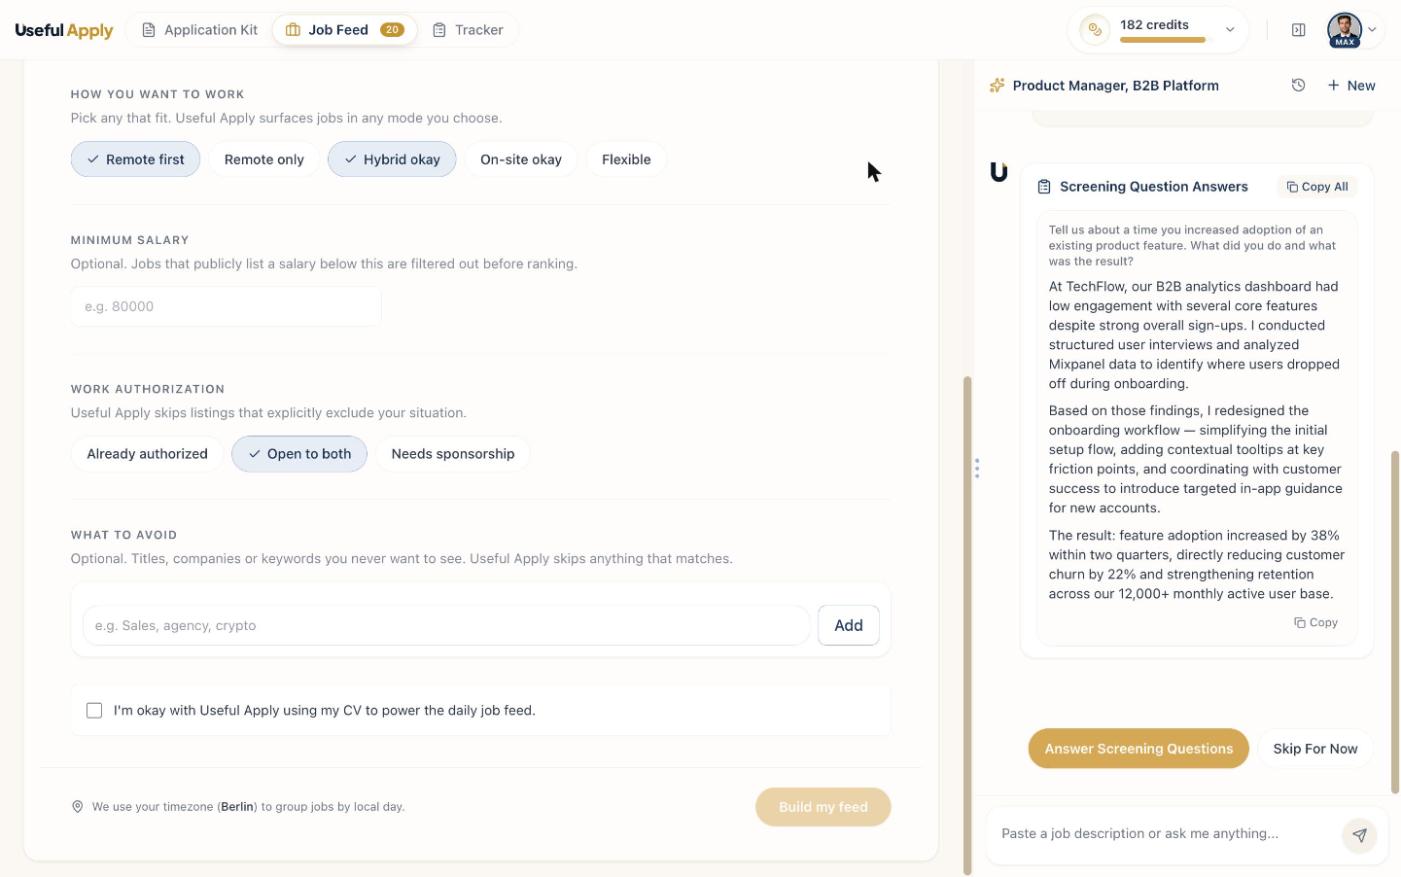 Useful Apply
Application Kit
Job Feed 20
Tracker
182 credits
MAX
HOW YOU WANT TO WORK
Pick any that fit. Useful Apply surfaces jobs in any mode you choose.
Remote first
Remote only
Hybrid okay
On-site okay
Flexible
MINIMUM SALARY
Optional. Jobs that publicly list a salary below this are filtered out before ranking.
e.g. 80000
WORK AUTHORIZATION
Useful Apply skips listings that explicitly exclude your situation.
Already authorized
Open to both
Needs sponsorship
WHAT TO AVOID
Optional. Titles, companies or keywords you never want to see. Useful Apply skips anything that matches.
e.g. Sales, agency, crypto
Add
I'm okay with Useful Apply using my CV to power the daily job feed.
We use your timezone (Berlin) to group jobs by local day.
Build my feed
Product Manager, B2B Platform
+ New
U
Screening Question Answers
Copy All
Tell us about a time you increased adoption of an
existing product feature. What did you do and what
was the result?
At TechFlow, our B2B analytics dashboard had
low engagement with several core features
despite strong overall sign-ups. I conducted
structured user interviews and analyzed
Mixpanel data to identify where users dropped
off during onboarding.
Based on those findings, I redesigned the
onboarding workflow — simplifying the initial
setup flow, adding contextual tooltips at key
friction points, and coordinating with customer
success to introduce targeted in-app guidance
for new accounts.
The result: feature adoption increased by 38%
within two quarters, directly reducing customer
churn by 22% and strengthening retention
across our 12,000+ monthly active user base.
Copy
Answer Screening Questions
Skip For Now
Paste a job description or ask me anything...